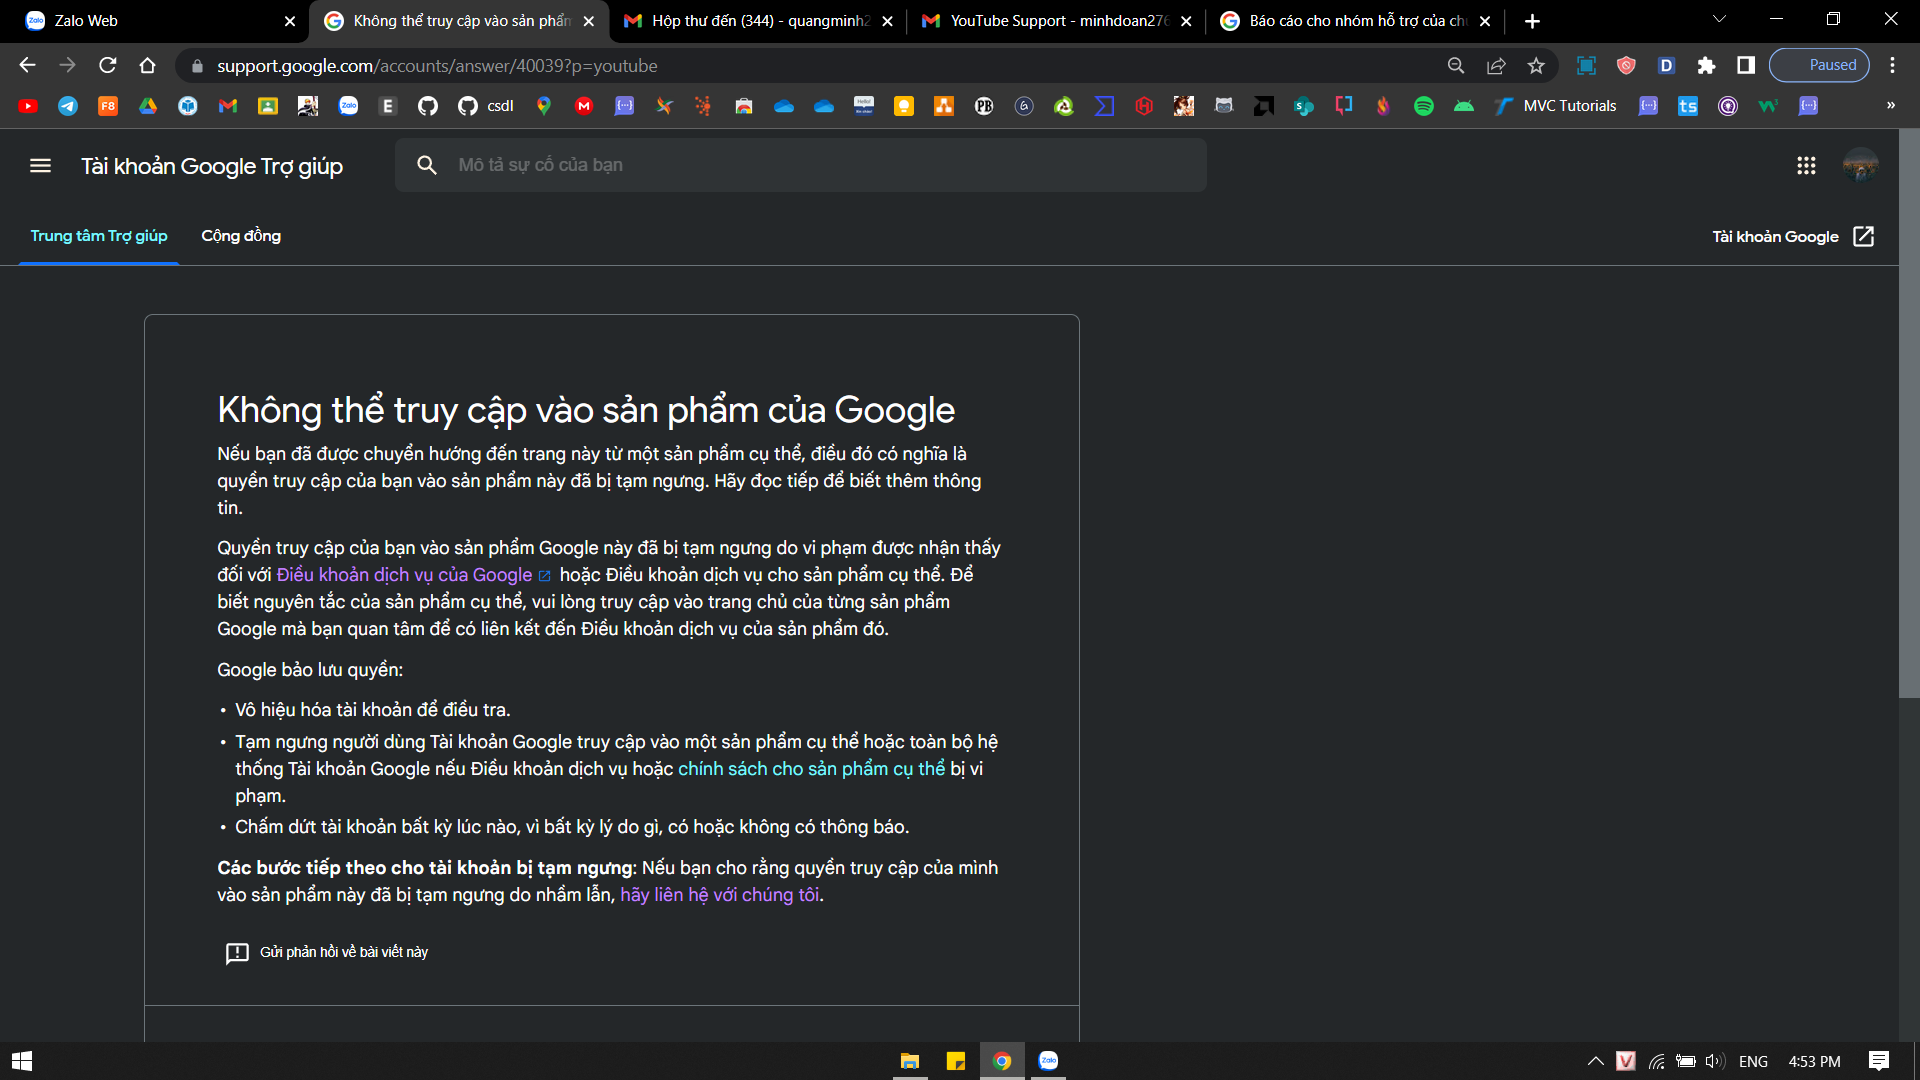 Zalo Web
Không thể truy cập vào sản phẩm
Hộp thư đến (344) - quangminh2
YouTube Support - minhdoan276
Báo cáo cho nhóm hỗ trợ của ch
support.google.com/accounts/answer/40039?p=youtube
Paused
F8
Zalo
E
csdl
MVC Tutorials
ts
»
Tài khoản Google Trợ giúp
Mô tả sự cố của bạn
Trung tâm Trợ giúp
Cộng đồng
Tài khoản Google
Không thể truy cập vào sản phẩm của Google
Nếu bạn đã được chuyển hướng đến trang này từ một sản phẩm cụ thể, điều đó có nghĩa là
quyền truy cập của bạn vào sản phẩm này đã bị tạm ngưng. Hãy đọc tiếp để biết thêm thông
tin.
Quyền truy cập của bạn vào sản phẩm Google này đã bị tạm ngưng do vi phạm được nhận thấy
đối với Điều khoản dịch vụ của Google hoặc Điều khoản dịch vụ cho sản phẩm cụ thể. Để
biết nguyên tắc của sản phẩm cụ thể, vui lòng truy cập vào trang chủ của từng sản phẩm
Google mà bạn quan tâm để có liên kết đến Điều khoản dịch vụ của sản phẩm đó.
Google bảo lưu quyền:
• Vô hiệu hóa tài khoản để điều tra.
• Tạm ngưng người dùng Tài khoản Google truy cập vào một sản phẩm cụ thể hoặc toàn bộ hệ
thống Tài khoản Google nếu Điều khoản dịch vụ hoặc chính sách cho sản phẩm cụ thể bị vi
phạm.
• Chấm dứt tài khoản bất kỳ lúc nào, vì bất kỳ lý do gì, có hoặc không có thông báo.
Các bước tiếp theo cho tài khoản bị tạm ngưng: Nếu bạn cho rằng quyền truy cập của mình
vào sản phẩm này đã bị tạm ngưng do nhầm lẫn, hãy liên hệ với chúng tôi.
Gửi phản hồi về bài viết này
Zalo
V
ENG
4:53 PM